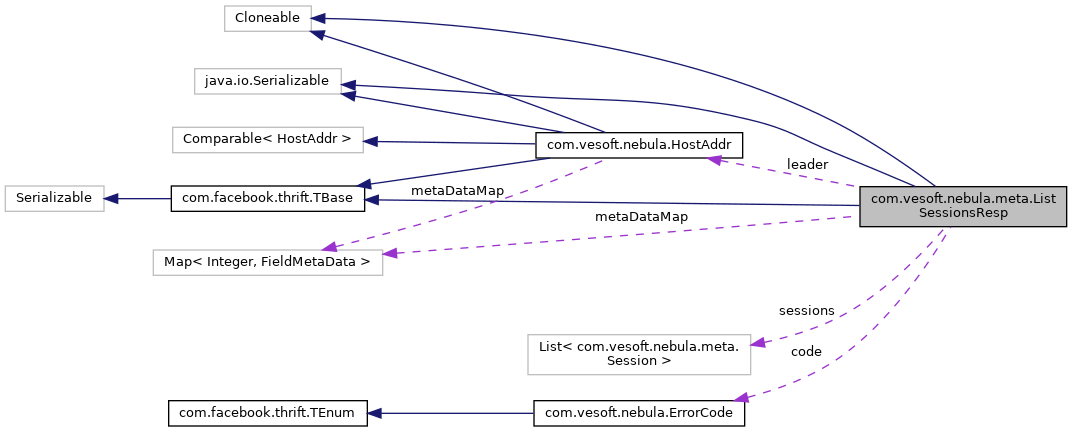 Cloneable
java.io.Serializable
Comparable< HostAddr >
com.vesoft.nebula.HostAddr
leader
Serializable
com.facebook.thrift.TBase
metaDataMap
com.vesoft.nebula.meta.List
SessionsResp
metaDataMap
Map< Integer, FieldMetaData >
sessions
List< com.vesoft.nebula.meta.
Session >
code
com.facebook.thrift.TEnum
com.vesoft.nebula.ErrorCode